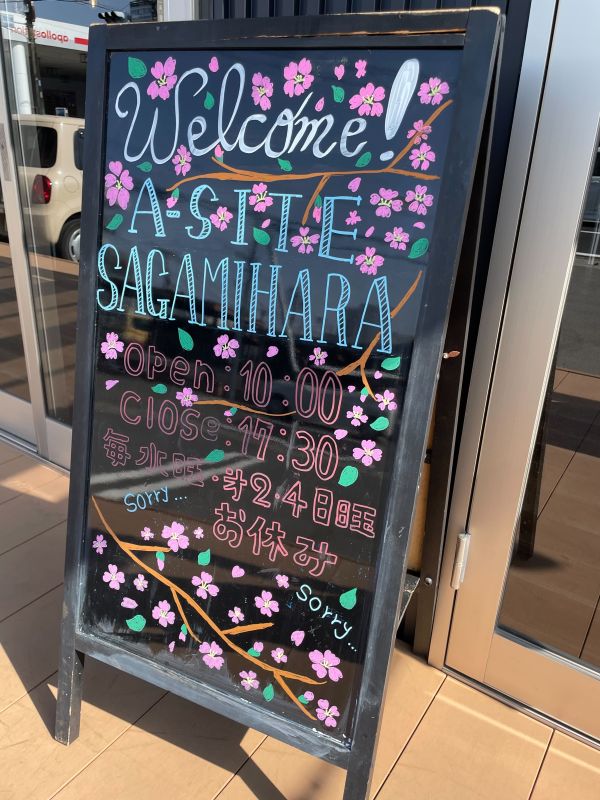 apollostation
Welcome!
A-SITE
SAGAMIHARA
Open:10:00
Close:17:30
毎水曜・第2.4日曜
お休み
sorry...
sorry...